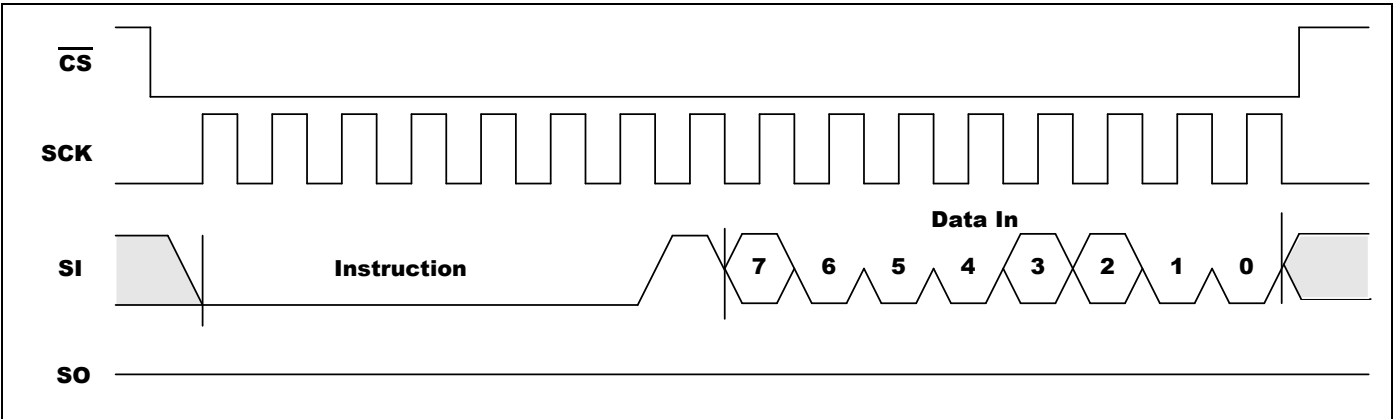 CS
SCK
Data In
SI Instruction 7 6 5 4 3 2 1 0
SO